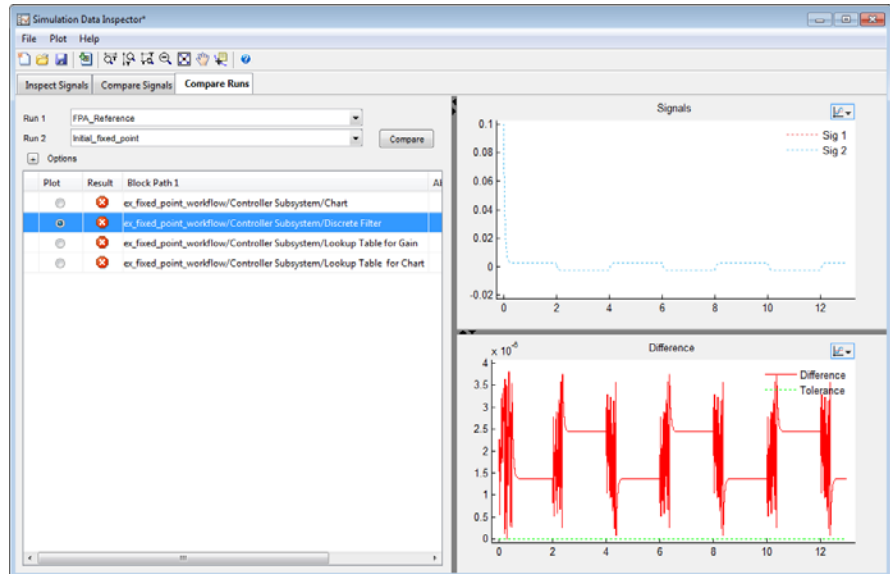 Simulation Data Inspector*
File Plot Help
Inspect Signals Compare Signals Compare Runs
Run 1 FPA_Reference
Run 2 Initial_fixed_point Compare
+ Options
Plot Result Block Path 1
ex_fixed_point_workflow/Controller Subsystem/Chart
ex_fixed_point_workflow/Controller Subsystem/Discrete Filter
ex_fixed_point_workflow/Controller Subsystem/Lookup Table for Gain
ex_fixed_point_workflow/Controller Subsystem/Lookup Table for Chart
Signals
Sig 1
Sig 2
0.1
0.08
0.06
0.04
0.02
0
-0.02
0 2 4 6 8 10 12
Difference
x 10
Difference
Tolerance
4
3.5
3
2.5
2
1.5
1
0.5
0
0 2 4 6 8 10 12